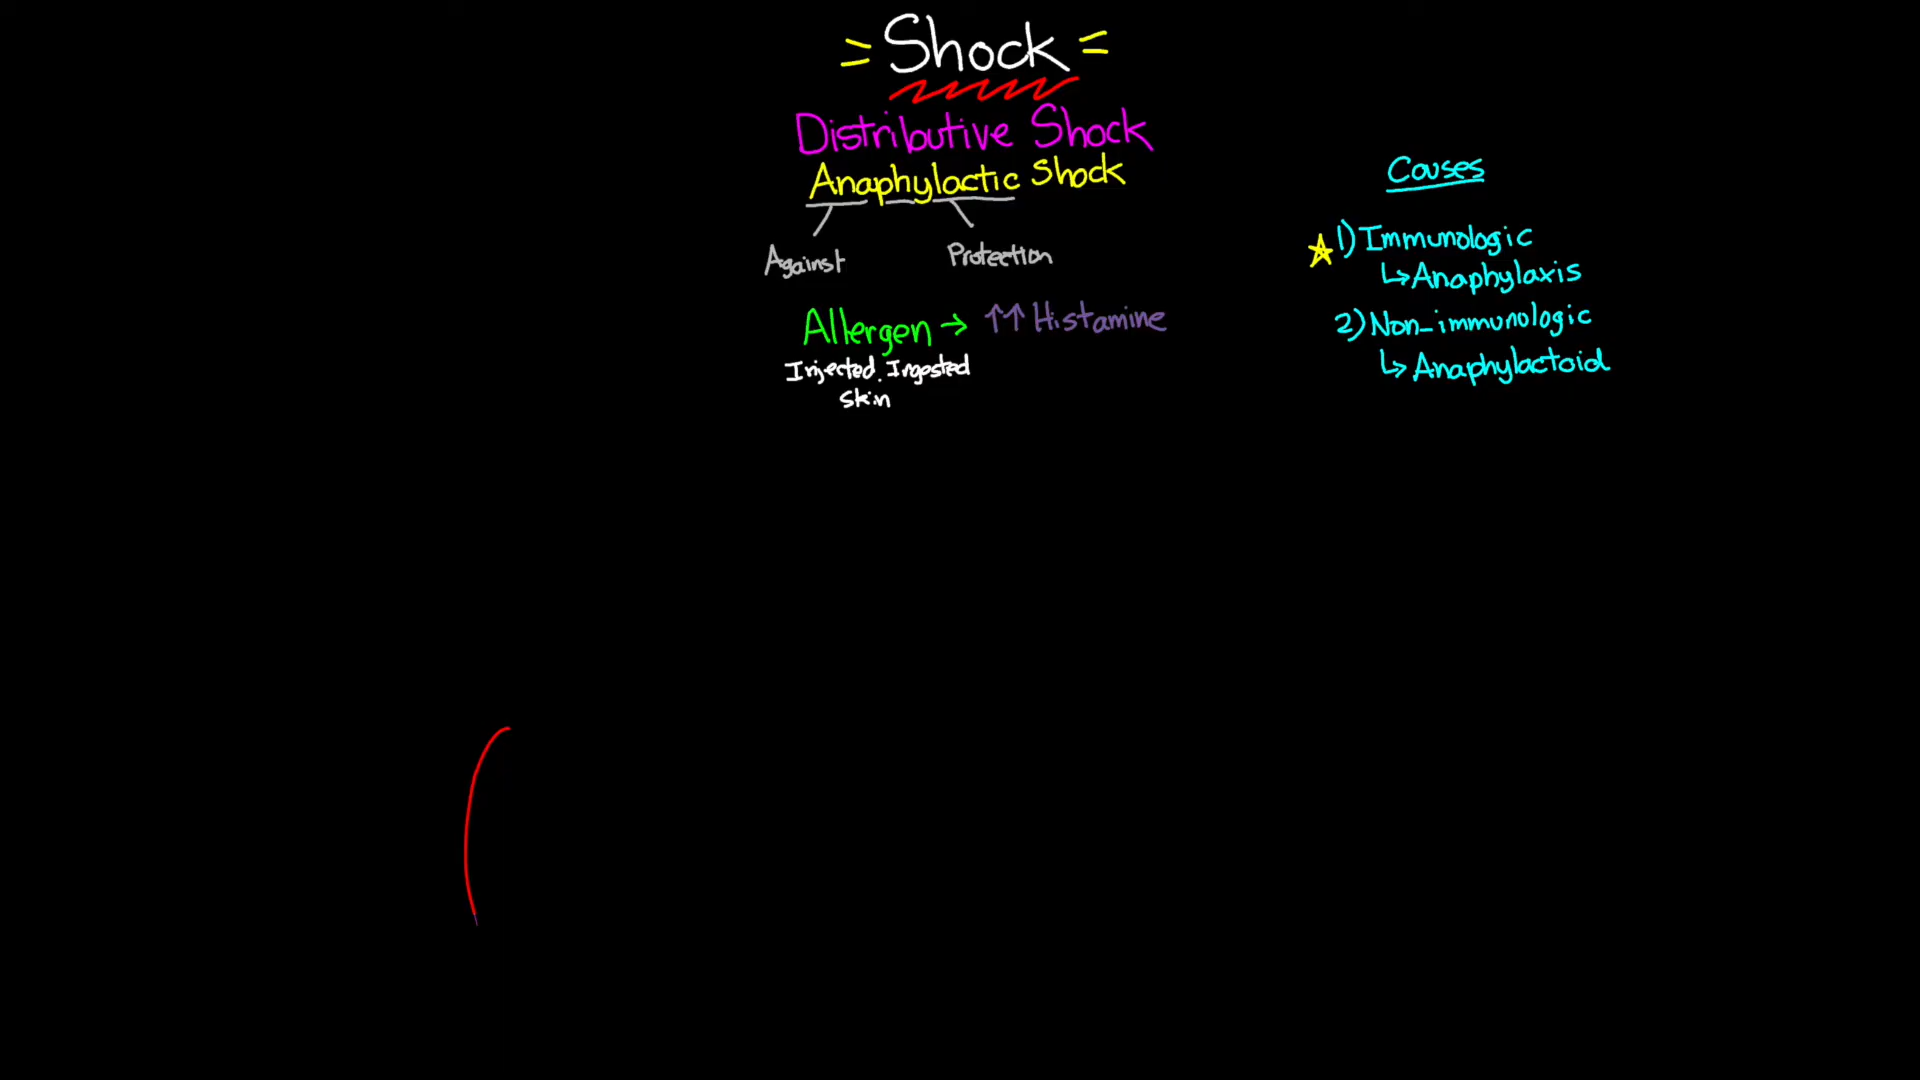 = Shock =
Distributive Shock
Anaphylactic Shock
Against
Protection
Allergen → ↑↑ Histamine
Injected, Ingested
Skin
Causes
☆ 1) Immunologic
↳ Anaphylaxis
2) Non-immunologic
↳ Anaphylactoid